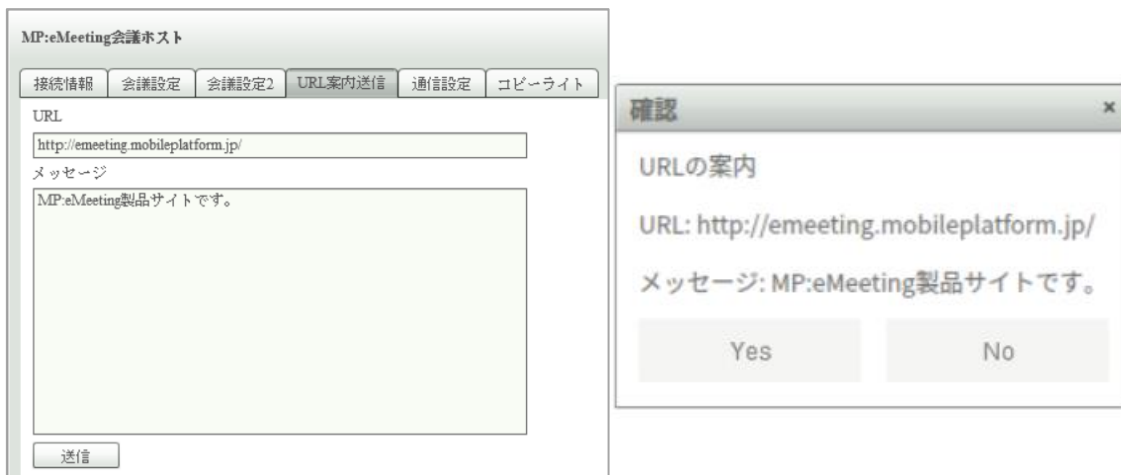 MP:eMeeting会議ホスト
接続情報 会議設定 会議設定2 URL案内送信 通信設定 コピーライト
URL
http://emeeting.mobileplatform.jp/
メッセージ
MP:eMeeting製品サイトです。
送信
確認 ×
URLの案内
URL: http://emeeting.mobileplatform.jp/
メッセージ: MP:eMeeting製品サイトです。
Yes No